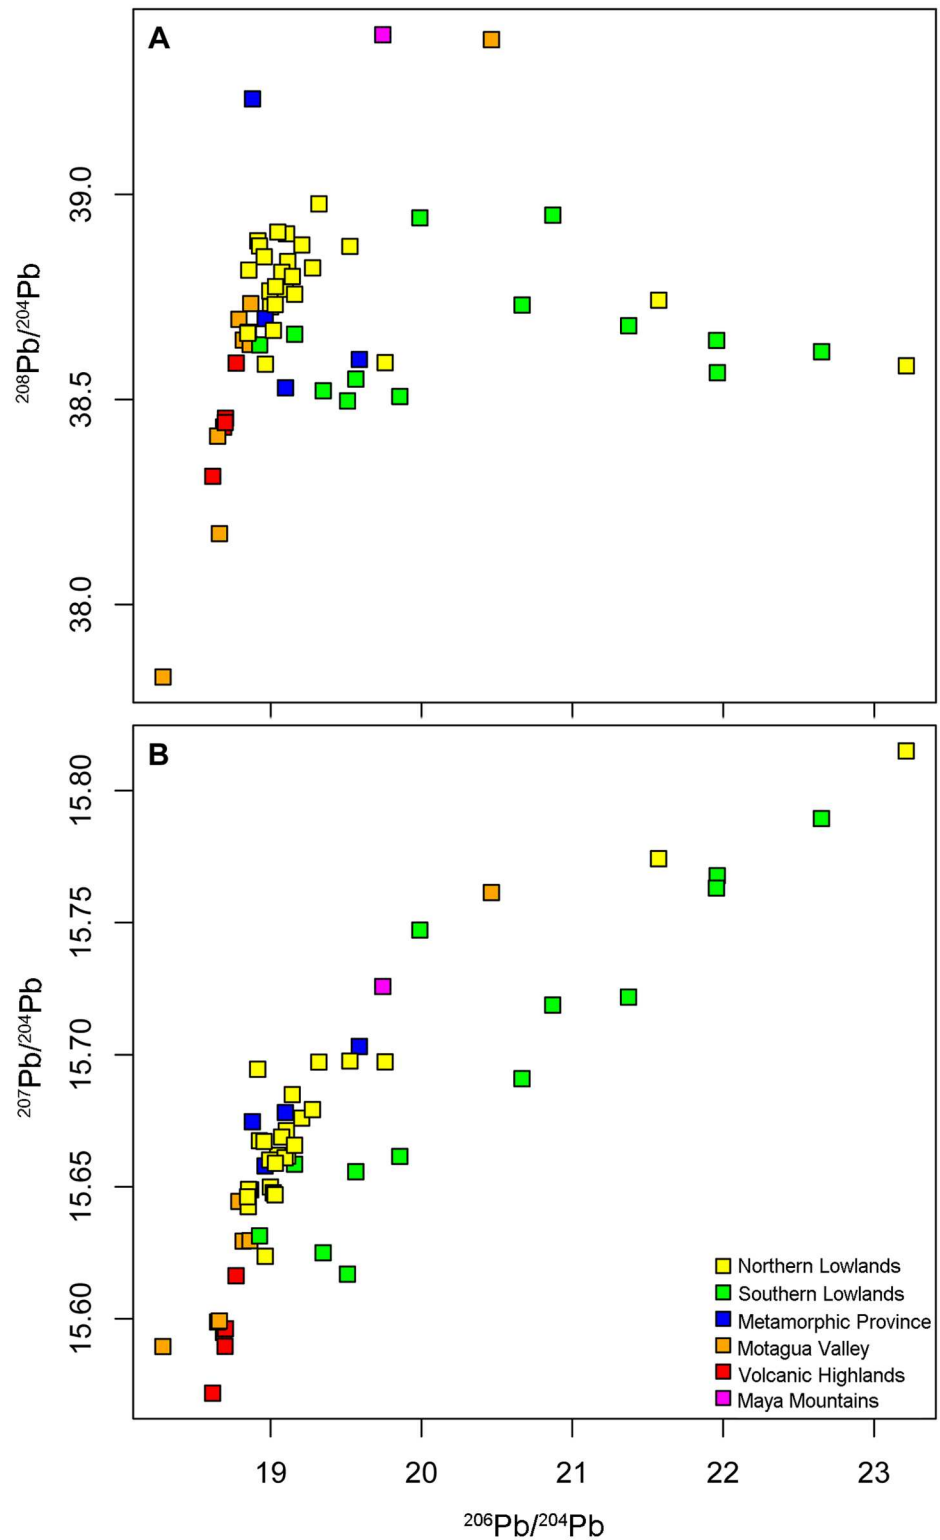 A
39.0
38.5
38.0
208Pb/204Pb
B
15.80
15.75
15.70
15.65
15.60
207Pb/204Pb
Northern Lowlands
Southern Lowlands
Metamorphic Province
Motagua Valley
Volcanic Highlands
Maya Mountains
19 20 21 22 23
206Pb/204Pb